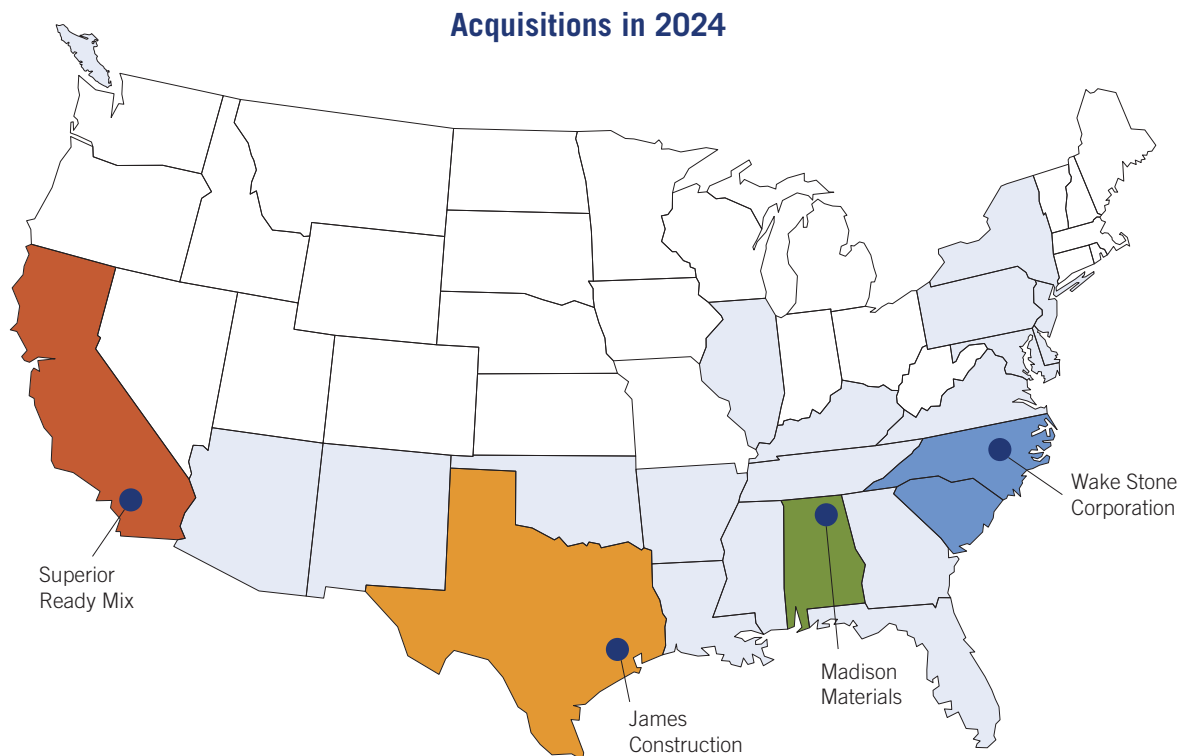 Acquisitions in 2024
Wake Stone
Corporation
Superior
Ready Mix
Madison
Materials
James
Construction